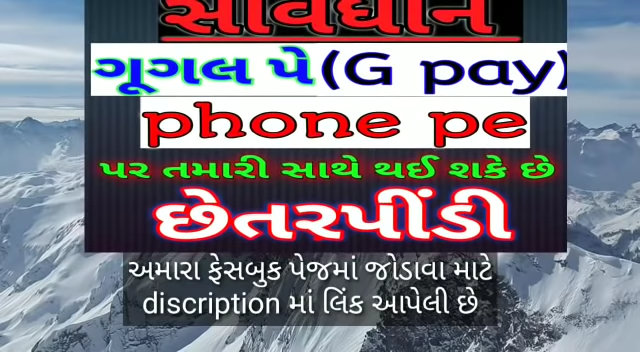 સાવધાન
ગૂગલ પે(G pay)
phone pe
પર તમારી સાથે થઈ શકે છે
છેતરપીંડી
અમારા ફેસબુક પેજમાં જોડાવા માટે
discription માં લિંક આપેલી છે